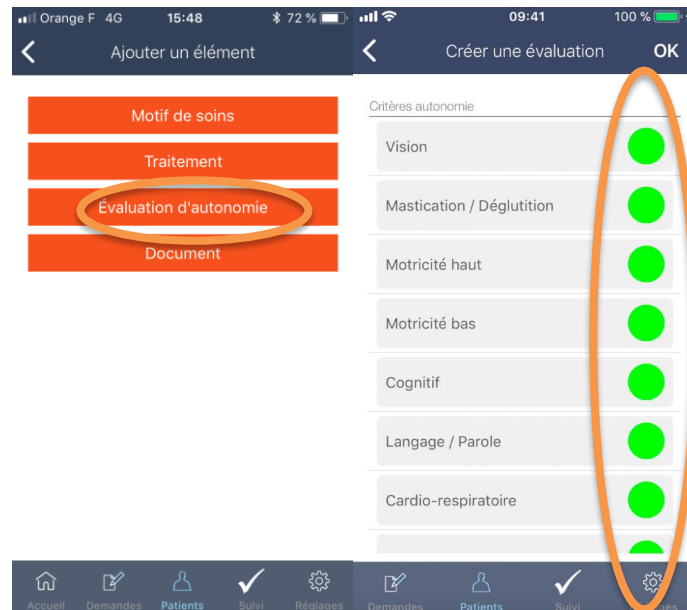 Orange F 4G 15:48 72 %
Ajouter un élément
Motif de soins
Traitement
Évaluation d'autonomie
Document
Accueil Demandes Patients Suivi Réglages
09:41 100 %
Créer une évaluation OK
Critères autonomie
Vision
Mastication / Déglutition
Motricité haut
Motricité bas
Cognitif
Langage / Parole
Cardio-respiratoire
Demandes Patients Suivi